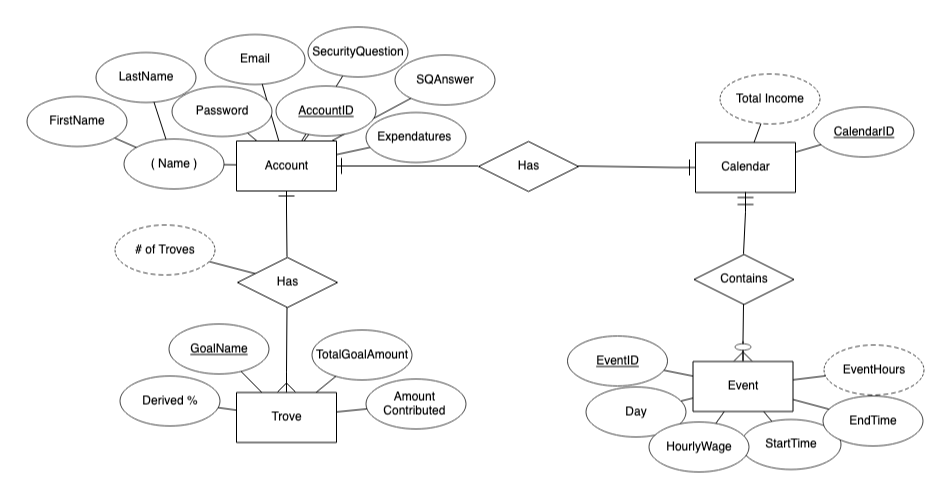 SecurityQuestion
Email
LastName
SQAnswer
Total Income
FirstName
Password
AccountID
CalendarID
Expendatures
( Name )
Account
Has
Calendar
# of Troves
Has
Contains
GoalName
TotalGoalAmount
EventID
EventHours
Event
Derived %
Amount
Contributed
Day
Trove
EndTime
HourlyWage
StartTime